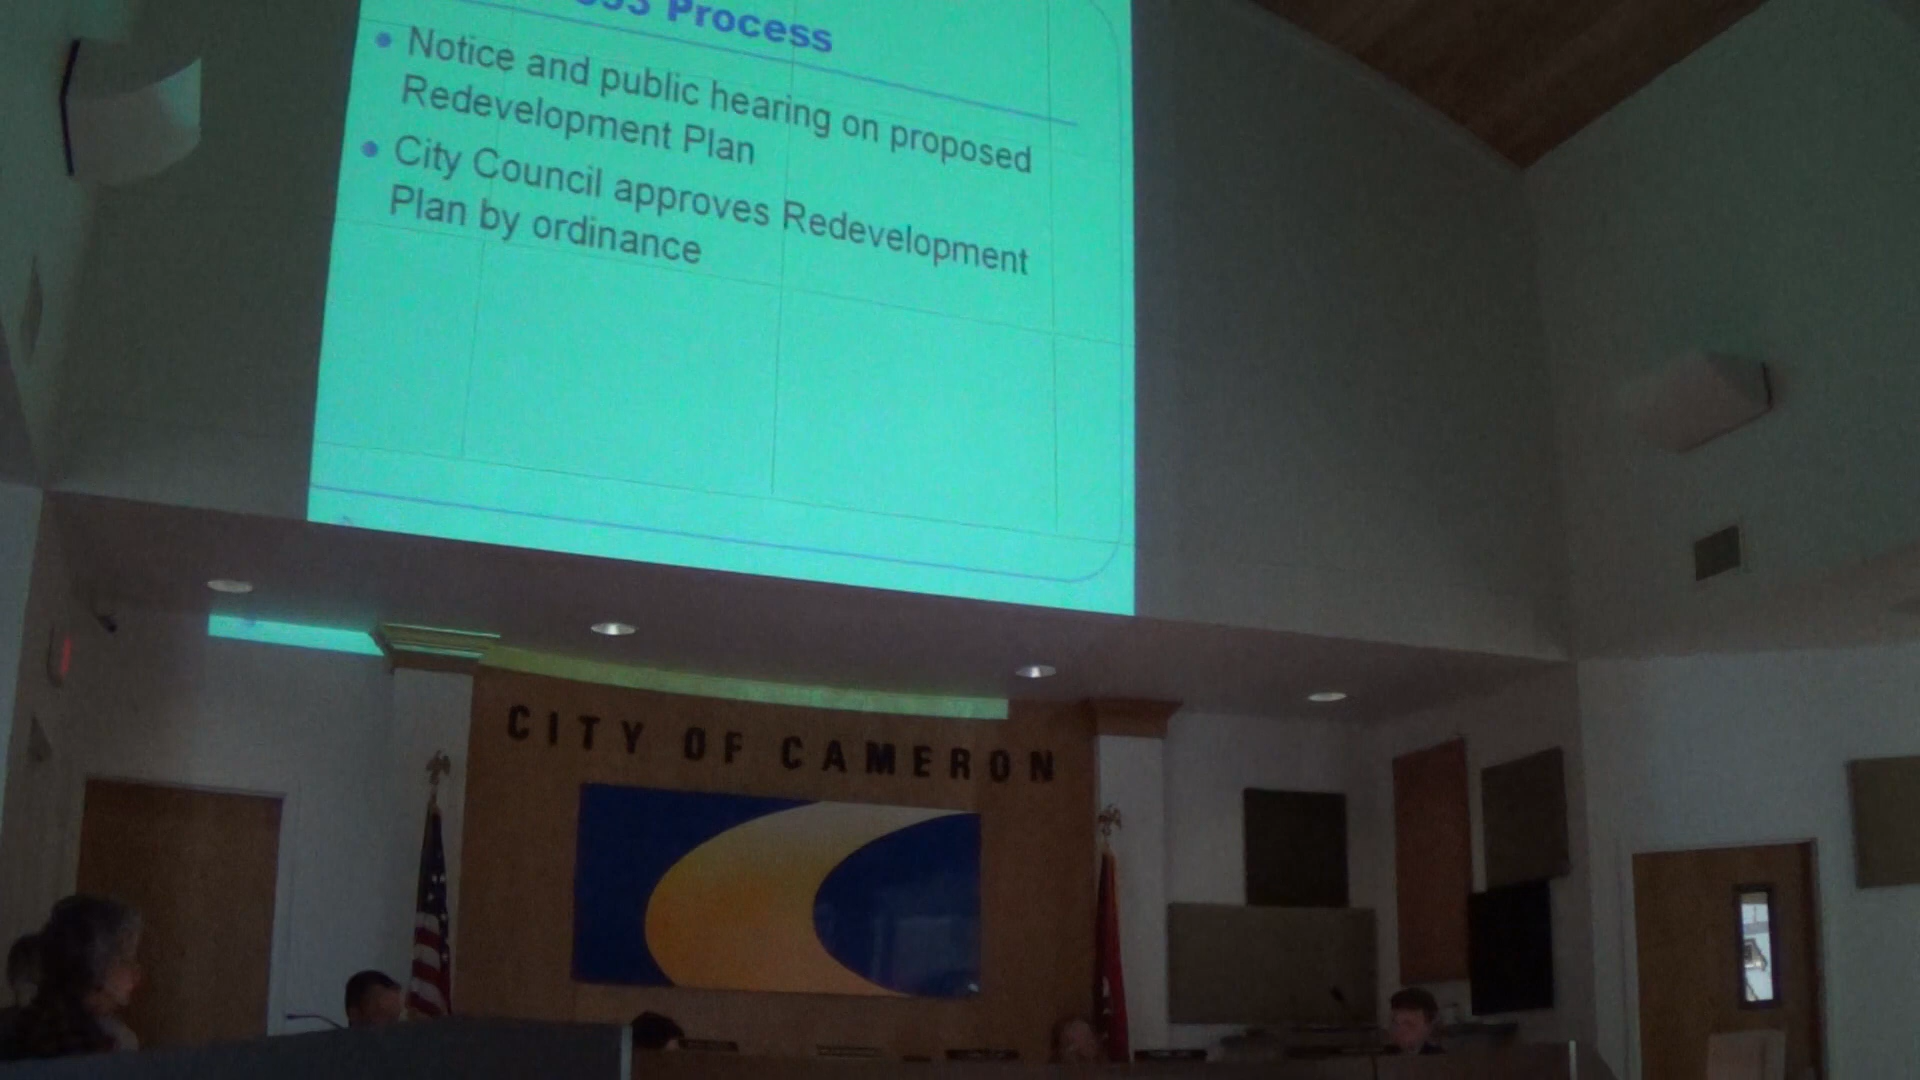 Process
Notice and public hearing on proposed
Redevelopment Plan
City Council approves Redevelopment
Plan by ordinance
CITY OF CAMERON